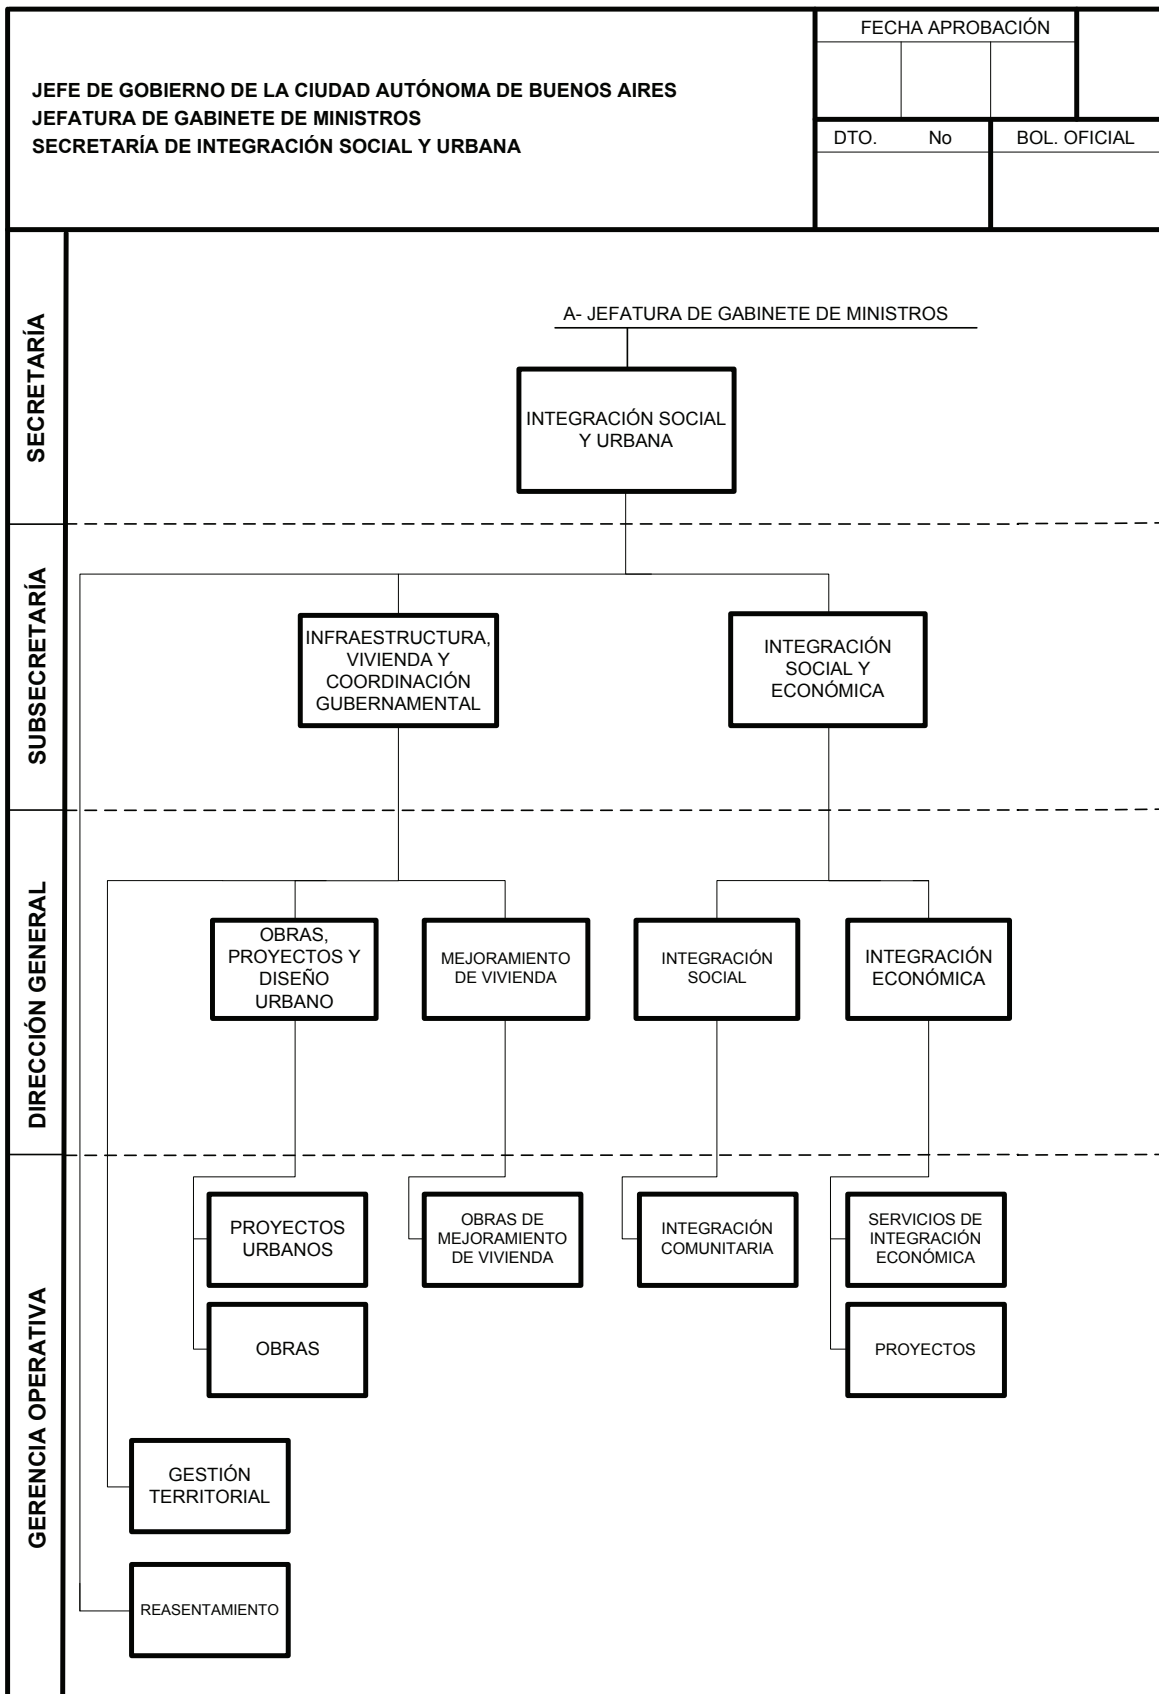 JEFE DE GOBIERNO DE LA CIUDAD AUTÓNOMA DE BUENOS AIRES
JEFATURA DE GABINETE DE MINISTROS
SECRETARÍA DE INTEGRACIÓN SOCIAL Y URBANA
FECHA APROBACIÓN
DTO. No
BOL. OFICIAL
SECRETARÍA
A- JEFATURA DE GABINETE DE MINISTROS
INTEGRACIÓN SOCIAL
Y URBANA
SUBSECRETARÍA
INFRAESTRUCTURA,
VIVIENDA Y
COORDINACIÓN
GUBERNAMENTAL
INTEGRACIÓN
SOCIAL Y
ECONÓMICA
DIRECCIÓN GENERAL
OBRAS,
PROYECTOS Y
DISEÑO
URBANO
MEJORAMIENTO
DE VIVIENDA
INTEGRACIÓN
SOCIAL
INTEGRACIÓN
ECONÓMICA
GERENCIA OPERATIVA
PROYECTOS
URBANOS
OBRAS DE
MEJORAMIENTO
DE VIVIENDA
INTEGRACIÓN
COMUNITARIA
SERVICIOS DE
INTEGRACIÓN
ECONÓMICA
OBRAS
PROYECTOS
GESTIÓN
TERRITORIAL
REASENTAMIENTO